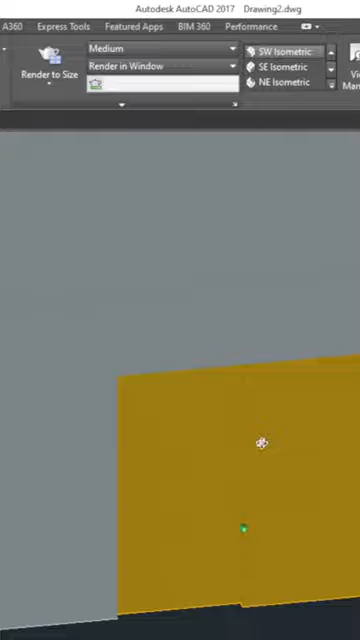 Autodesk AutoCAD 2017 Drawing2.dwg
A360 Express Tools Featured Apps BIM 360 Performance
Medium
SW Isometric
Render to Size
Render in Window
SE Isometric
NE Isometric